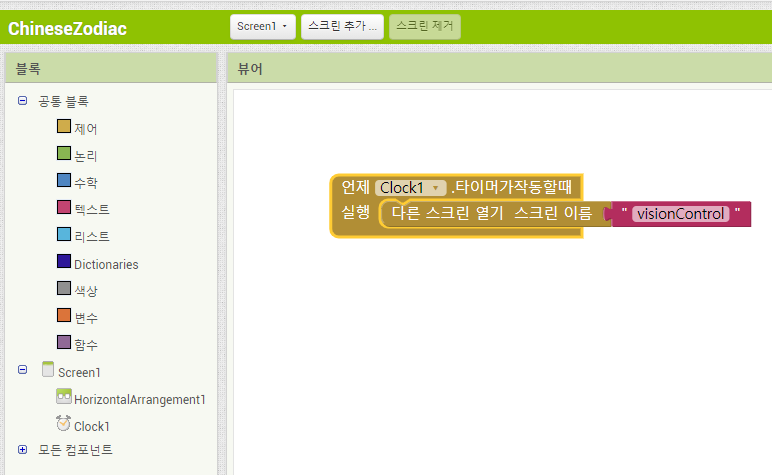 ChineseZodiac
Screen1 스크린 추가 ... 스크린 제거
블록
뷰어
공통 블록
제어
논리
수학
텍스트
리스트
Dictionaries
색상
변수
함수
Screen1
HorizontalArrangement1
Clock1
모든 컴포넌트
언제 Clock1 .타이머가작동할때
실행 다른 스크린 열기 스크린 이름 " visionControl "